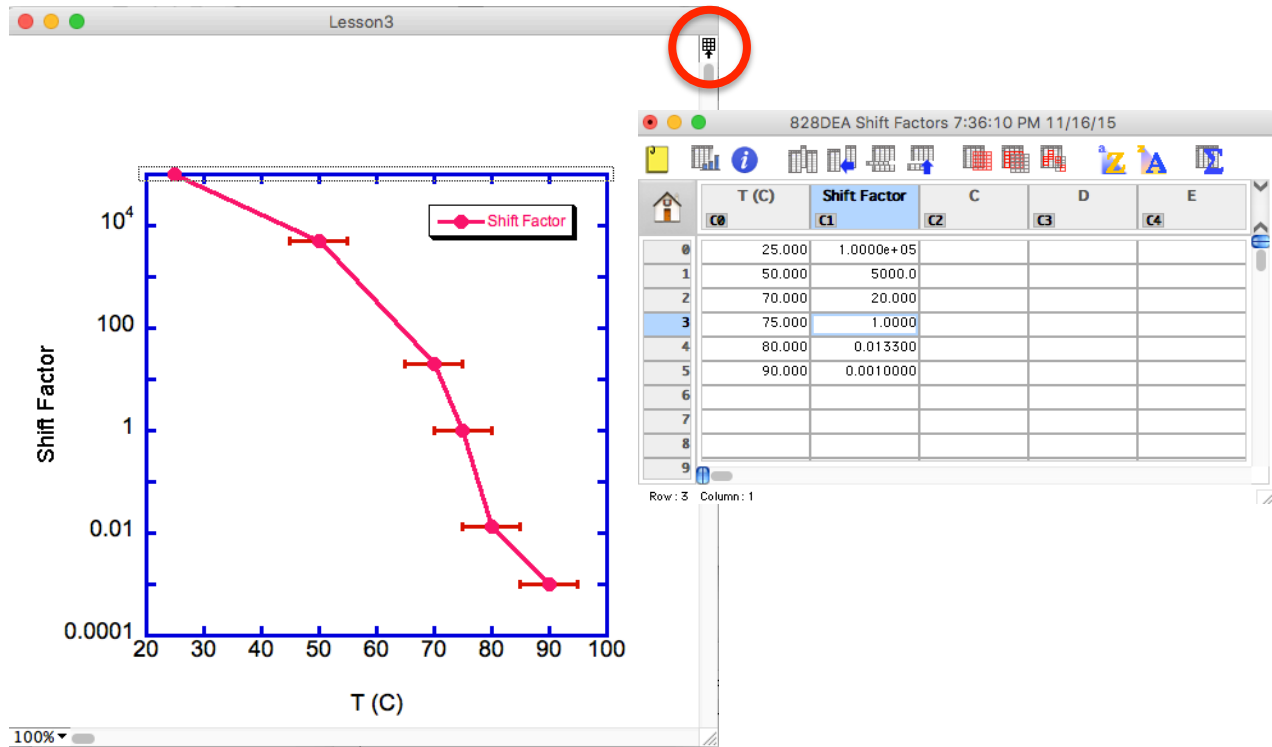 Lesson3
10^4
100
1
0.01
0.0001
20 30 40 50 60 70 80 90 100
Shift Factor
T (C)
Shift Factor
100%
828DEA Shift Factors 7:36:10 PM 11/16/15
T (C) Shift Factor C D E
C0 C1 C2 C3 C4
0 25.000 1.0000e+05
1 50.000 5000.0
2 70.000 20.000
3 75.000 1.0000
4 80.000 0.013300
5 90.000 0.0010000
6
7
8
9
Row: 3 Column: 1